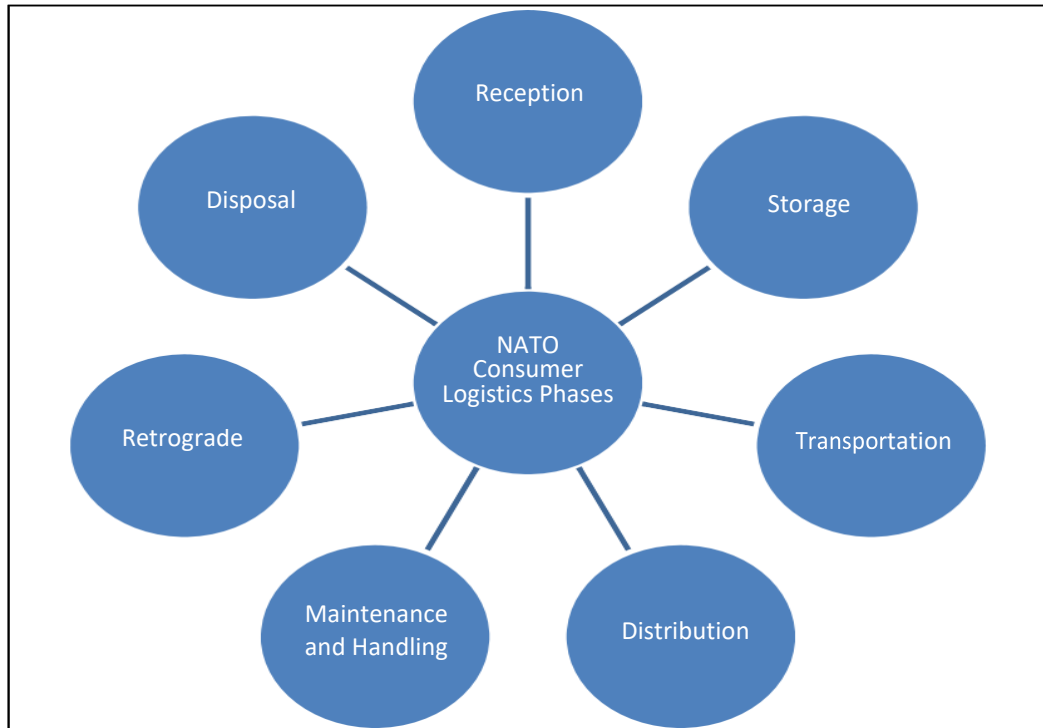 Reception
Storage
Transportation
Distribution
Maintenance
and Handling
Retrograde
Disposal
NATO
Consumer
Logistics Phases